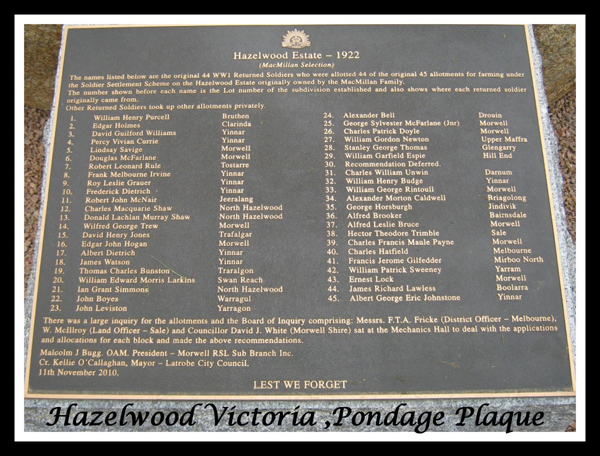 Hazelwood Estate – 1922
(MacMillan Selection)
The names listed below are the original 44 WW1 Returned Soldiers who were allotted 44 of the original 45 allotments for farming under
the Soldier Settlement Scheme on the Hazelwood Estate originally owned by the MacMillan Family.
The number shown before each name is the Lot number of the subdivision established and also shows where each returned soldier
originally came from.
Other Returned Soldiers took up other allotments privately.
1. William Henry Purcell Bruthen
2. Edgar Holmes Clarinda
3. David Guilford Williams Yinnar
4. Percy Vivian Currie Yinnar
5. Lindsay Savige Morwell
6. Douglas McFarlane Morwell
7. Robert Leonard Rule Tostarre
8. Frank Melbourne Irvine Yinnar
9. Roy Leslie Grauer Yinnar
10. Frederick Dietrich Yinnar
11. Robert John McNair Jeeralang
12. Charles Macquarie Shaw North Hazelwood
13. Donald Lachlan Murray Shaw North Hazelwood
14. Wilfred George Trew Morwell
15. David Henry Jones Trafalgar
16. Edgar John Hogan Morwell
17. Albert Dietrich Yinnar
18. James Watson Yinnar
19. Thomas Charles Bunston Traralgon
20. William Edward Morris Larkins Swan Reach
21. Ian Grant Simmons North Hazelwood
22. John Boyes Warragul
23. John Leviston Yarragon
24. Alexander Bell Drouin
25. George Sylvester McFarlane (Jnr) Morwell
26. Charles Patrick Doyle Morwell
27. William Gordon Newton Upper Maffra
28. Stanley George Thomas Glengarry
29. William Garfield Espie Hill End
30. Recommendation Deferred.
31. Charles William Unwin Darnum
32. William Henry Budge Yinnar
33. William George Rintoull Morwell
34. Alexander Morton Caldwell Briagolong
35. George Horsburgh Jindivik
36. Alfred Brooker Bairnsdale
37. Alfred Leslie Bruce Morwell
38. Hector Theodore Trimble Sale
39. Charles Francis Maule Payne Morwell
40. Charles Hatfield Melbourne
41. Francis Jerome Gilfedder Mirboo North
42. William Patrick Sweeney Yarram
43. Ernest Lock Morwell
44. James Richard Lawless Boolarra
45. Albert George Eric Johnstone Yinnar
There was a large inquiry for the allotments and the Board of Inquiry comprising: Messrs. F.T.A. Fricke (District Officer – Melbourne),
W. McIlroy (Land Officer – Sale) and Councillor David J. White (Morwell Shire) sat at the Mechanics Hall to deal with the applications
and allocations for each block and made the above recommendations.
Malcolm J Bugg. OAM. President – Morwell RSL Sub Branch Inc.
Cr. Kellie O'Callaghan, Mayor – Latrobe City Council.
11th November 2010.
LEST WE FORGET
Hazelwood Victoria ,Pondage Plaque